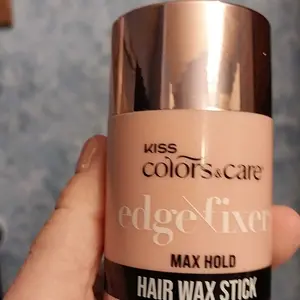 KISS
colors&care
edge fixer
MAX HOLD
HAIR WAX STICK